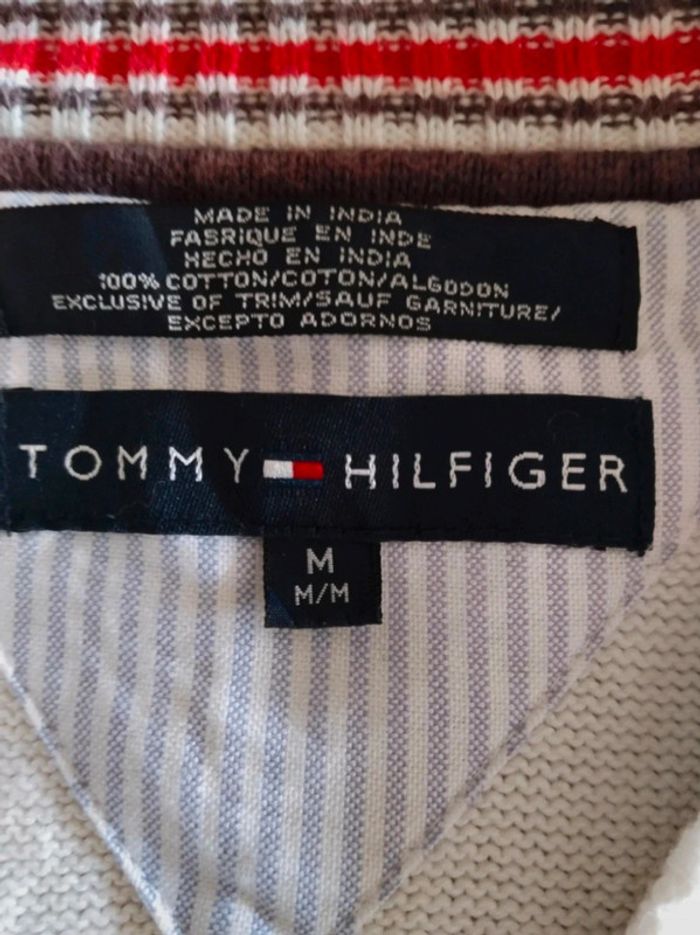 MADE IN INDIA
FABRIQUE EN INDE
HECHO EN INDIA
100% COTTON/COTON/ALGODON
EXCLUSIVE OF TRIM/SAUF GARNITURE/
EXCEPTO ADORNOS
TOMMY HILFIGER
M
M/M